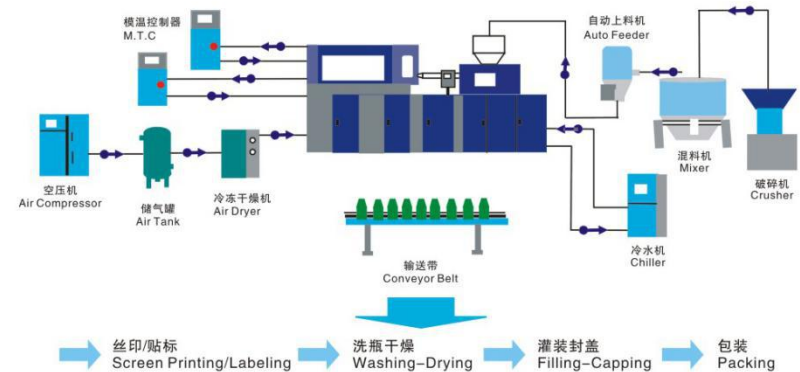 模温控制器
M.T.C
自动上料机
Auto Feeder
混料机
Mixer
破碎机
Crusher
空压机
Air Compressor
储气罐
Air Tank
冷冻干燥机
Air Dryer
输送带
Conveyor Belt
冷水机
Chiller
丝印/贴标
Screen Printing/Labeling
洗瓶干燥
Washing-Drying
灌装封盖
Filling-Capping
包装
Packing